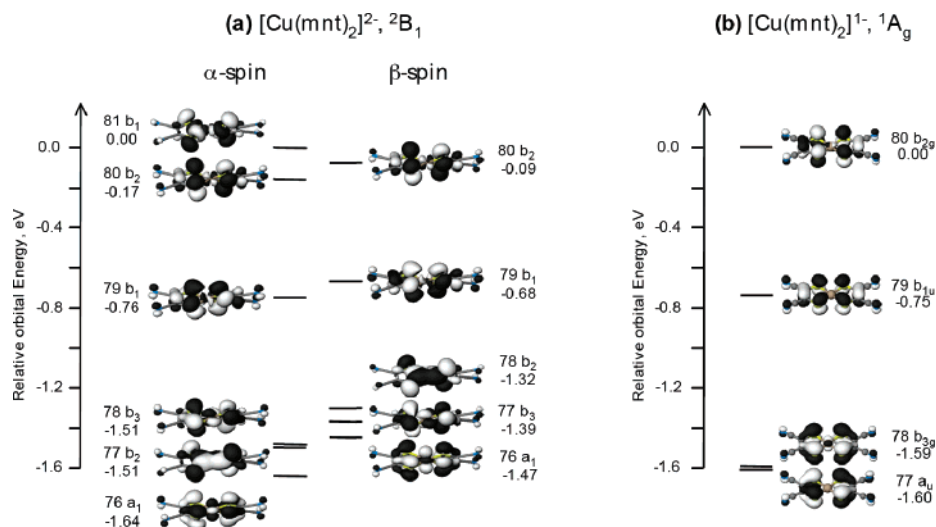 (a) [Cu(mnt)₂]²⁻, ²B₁
α-spin
β-spin
Relative orbital Energy, eV
0.0
-0.4
-0.8
-1.2
-1.6
81 b₁
0.00
80 b₂
-0.17
79 b₁
-0.76
78 b₃
-1.51
77 b₂
-1.51
76 a₁
-1.64
80 b₂
-0.09
79 b₁
-0.68
78 b₂
-1.32
77 b₃
-1.39
76 a₁
-1.47
(b) [Cu(mnt)₂]¹⁻, ¹A_g
Relative orbital Energy, eV
0.0
-0.4
-0.8
-1.2
-1.6
80 b₂g
0.00
79 b₁u
-0.75
78 b₃g
-1.59
77 aᵤ
-1.60